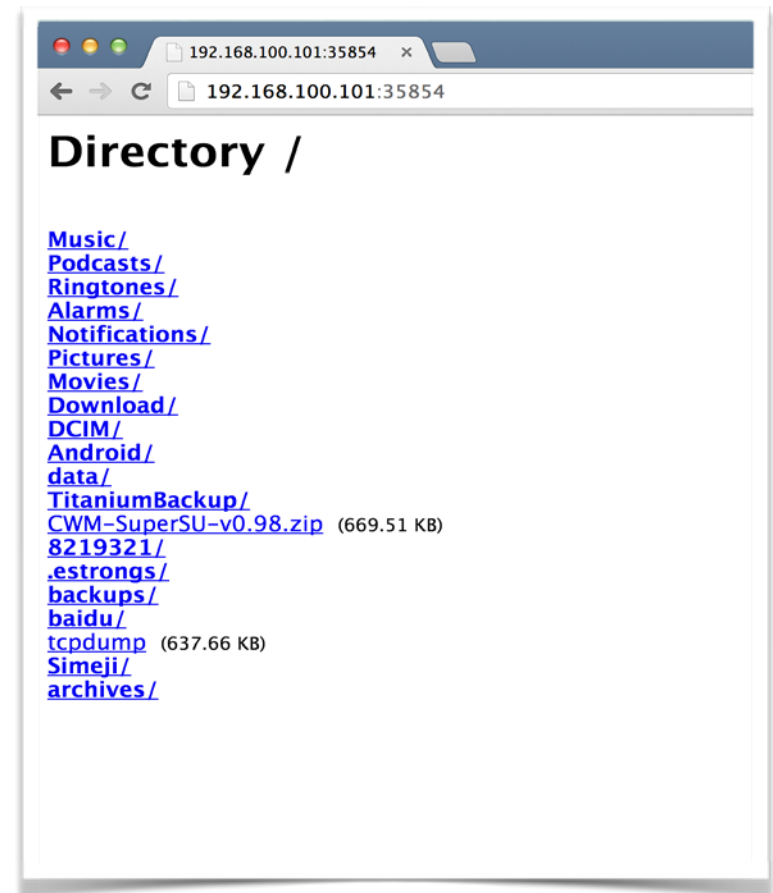 192.168.100.101:35854
192.168.100.101:35854
Directory /
Music/
Podcasts/
Ringtones/
Alarms/
Notifications/
Pictures/
Movies/
Download/
DCIM/
Android/
data/
TitaniumBackup/
CWM-SuperSU-v0.98.zip (669.51 KB)
8219321/
.estrongs/
backups/
baidu/
tcpdump (637.66 KB)
Simeji/
archives/